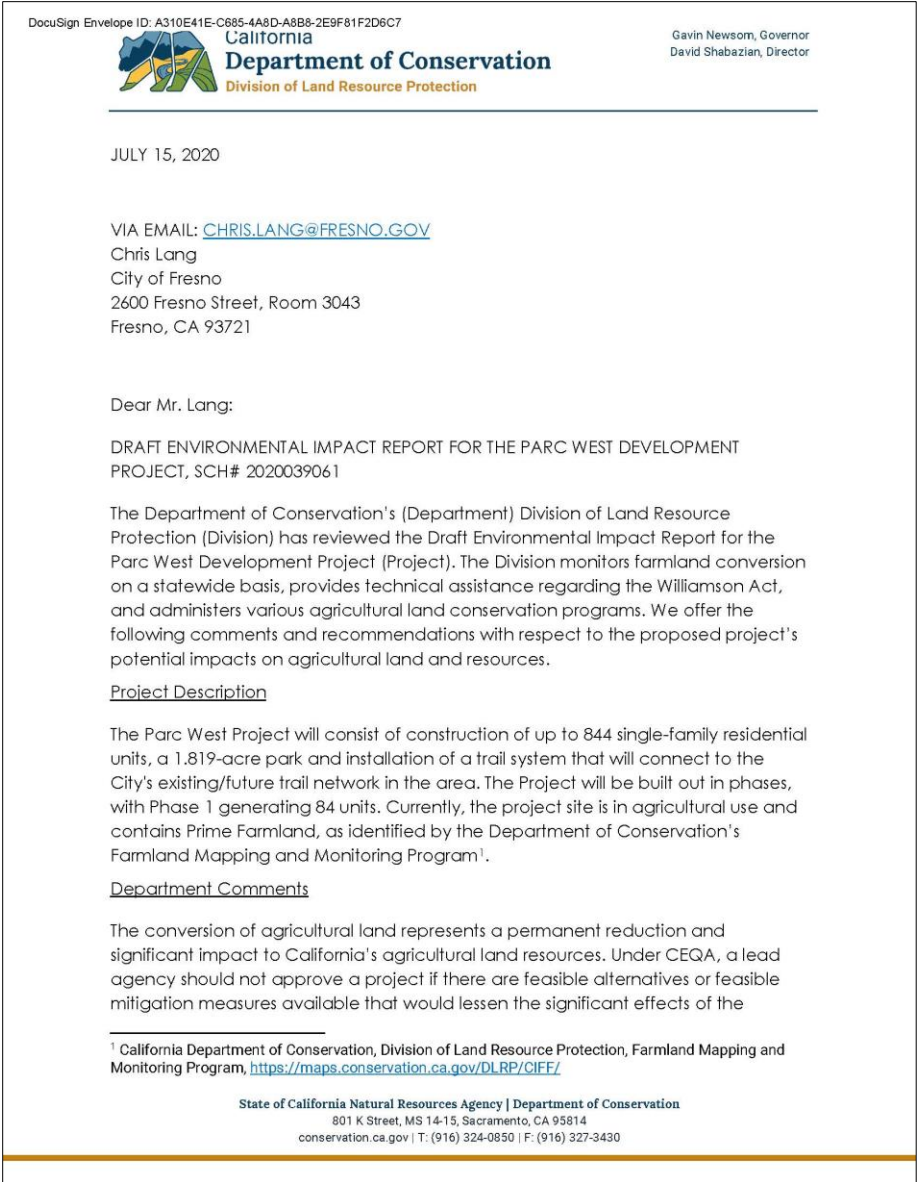 DocuSign Envelope ID: A310E41E-C685-4A8D-A8B8-2E9F81F2D6C7
California
Department of Conservation
Division of Land Resource Protection
Gavin Newsom, Governor
David Shabazian, Director
JULY 15, 2020
VIA EMAIL: CHRIS.LANG@FRESNO.GOV
Chris Lang
City of Fresno
2600 Fresno Street, Room 3043
Fresno, CA 93721
Dear Mr. Lang:
DRAFT ENVIRONMENTAL IMPACT REPORT FOR THE PARC WEST DEVELOPMENT
PROJECT, SCH# 2020039061
The Department of Conservation's (Department) Division of Land Resource
Protection (Division) has reviewed the Draft Environmental Impact Report for the
Parc West Development Project (Project). The Division monitors farmland conversion
on a statewide basis, provides technical assistance regarding the Williamson Act,
and administers various agricultural land conservation programs. We offer the
following comments and recommendations with respect to the proposed project's
potential impacts on agricultural land and resources.
Project Description
The Parc West Project will consist of construction of up to 844 single-family residential
units, a 1.819-acre park and installation of a trail system that will connect to the
City's existing/future trail network in the area. The Project will be built out in phases,
with Phase 1 generating 84 units. Currently, the project site is in agricultural use and
contains Prime Farmland, as identified by the Department of Conservation's
Farmland Mapping and Monitoring Program¹.
Department Comments
The conversion of agricultural land represents a permanent reduction and
significant impact to California's agricultural land resources. Under CEQA, a lead
agency should not approve a project if there are feasible alternatives or feasible
mitigation measures available that would lessen the significant effects of the
¹ California Department of Conservation, Division of Land Resource Protection, Farmland Mapping and
Monitoring Program, https://maps.conservation.ca.gov/DLRP/CIFF/
State of California Natural Resources Agency | Department of Conservation
801 K Street, MS 14-15, Sacramento, CA 95814
conservation.ca.gov | T: (916) 324-0850 | F: (916) 327-3430